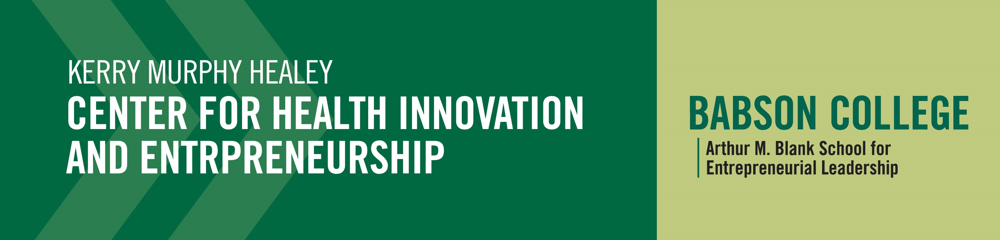 KERRY MURPHY HEALEY
CENTER FOR HEALTH INNOVATION
AND ENTRPRENEURSHIP
BABSON COLLEGE
Arthur M. Blank School for
Entrepreneurial Leadership